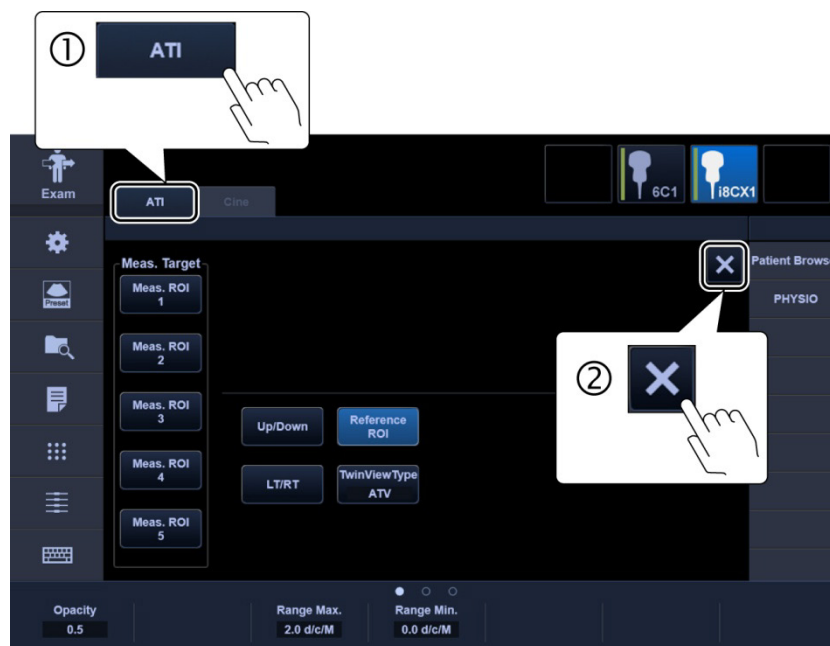 ①
ATI
Exam
ATI
Cine
6C1
i8CX1
Meas. Target
Patient Brows
Meas. ROI
1
PHYSIO
Preset
Meas. ROI
2
②
Meas. ROI
3
Up/Down
Reference
ROI
Meas. ROI
4
LT/RT
TwinViewType
ATV
Meas. ROI
5
Opacity
0.5
Range Max.
2.0 d/c/M
Range Min.
0.0 d/c/M